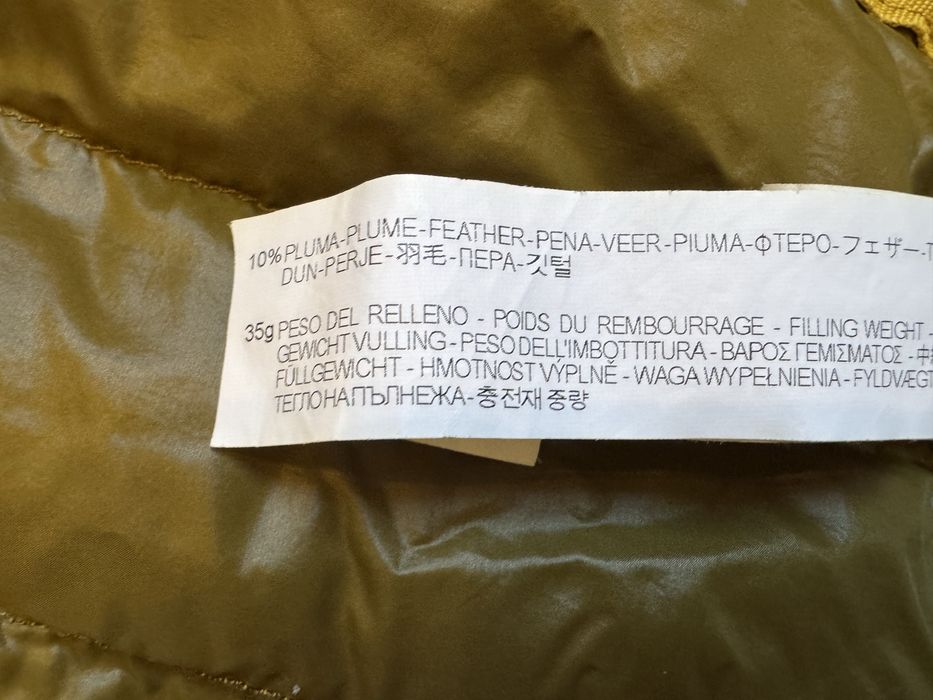 10% PLUMA-PLUME-FEATHER-PENA-VEER-PIUMA-ΦΤΕΡΟ-フェザー-
DUN-PERJE-羽毛-ПЕРА-깃털
35g PESO DEL RELLENO - POIDS DU REMBOURRAGE - FILLING WEIGHT -
GEWICHT VULLING - PESO DELL'IMBOTTITURA - ΒΑΡΟΣ ΓΕΜΙΣΜΑΤΟΣ -
FÜLLGEWICHT - HMOTNOST VÝPLNĚ - WAGA WYPEŁNIENIA - FYLDVÆGT
ТЕГЛО НА ПЪЛНЕЖА-충전재 중량